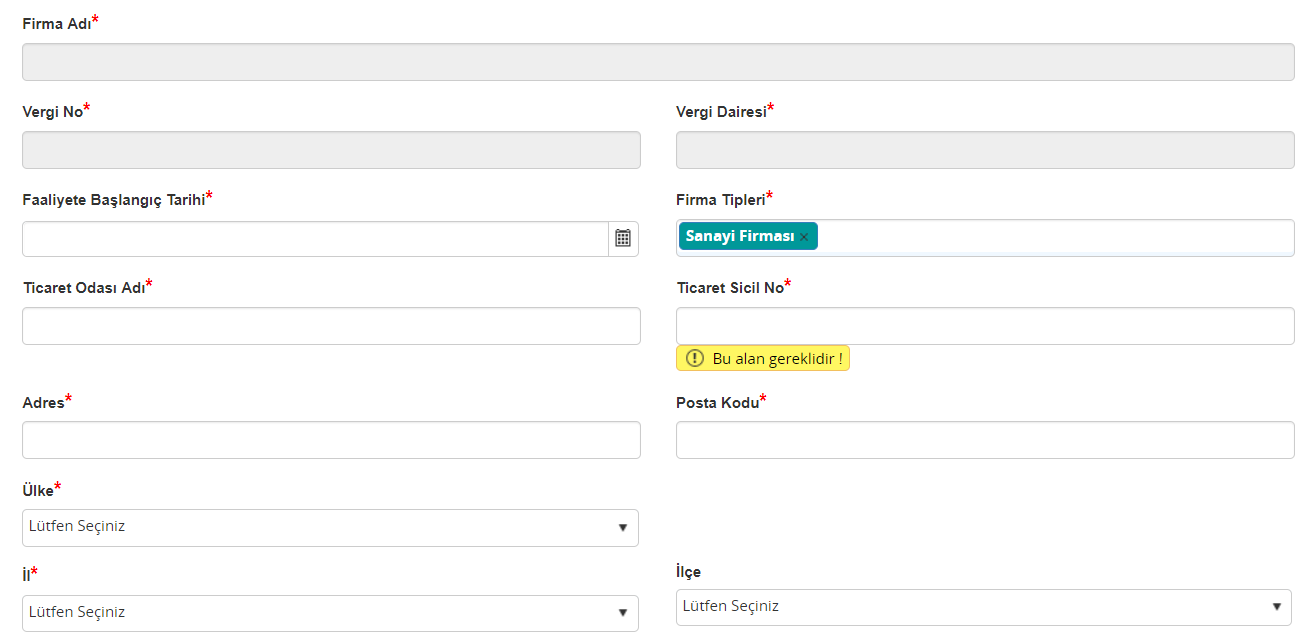 Firma Adı*
Vergi No*
Vergi Dairesi*
Faaliyete Başlangıç Tarihi*
Firma Tipleri*
Sanayi Firması ×
Ticaret Odası Adı*
Ticaret Sicil No*
Bu alan gereklidir !
Adres*
Posta Kodu*
Ülke*
Lütfen Seçiniz
İl*
İlçe
Lütfen Seçiniz
Lütfen Seçiniz